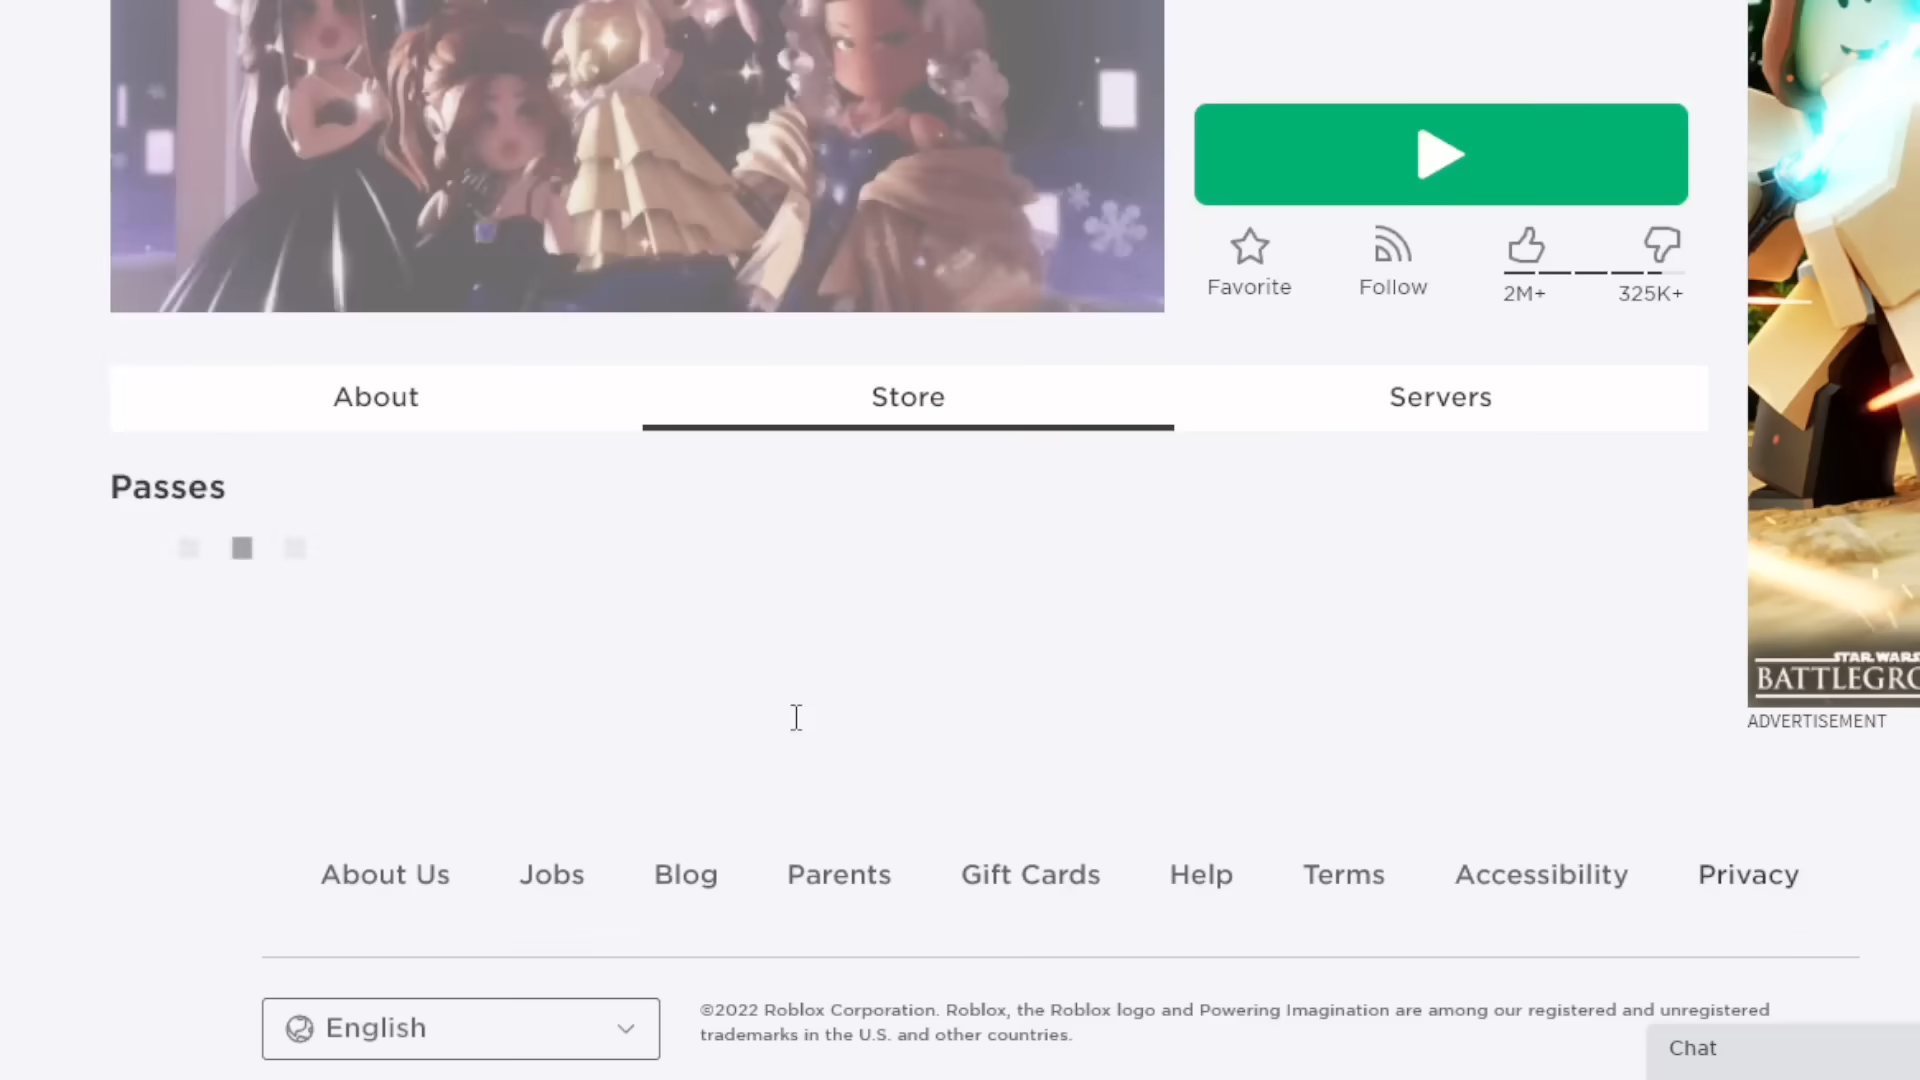 Favorite
Follow
2M+
325K+
About
Store
Servers
Passes
STAR WARS
BATTLEGRO
ADVERTISEMENT
About Us
Jobs
Blog
Parents
Gift Cards
Help
Terms
Accessibility
Privacy
English
©2022 Roblox Corporation. Roblox, the Roblox logo and Powering Imagination are among our registered and unregistered
trademarks in the U.S. and other countries.
Chat